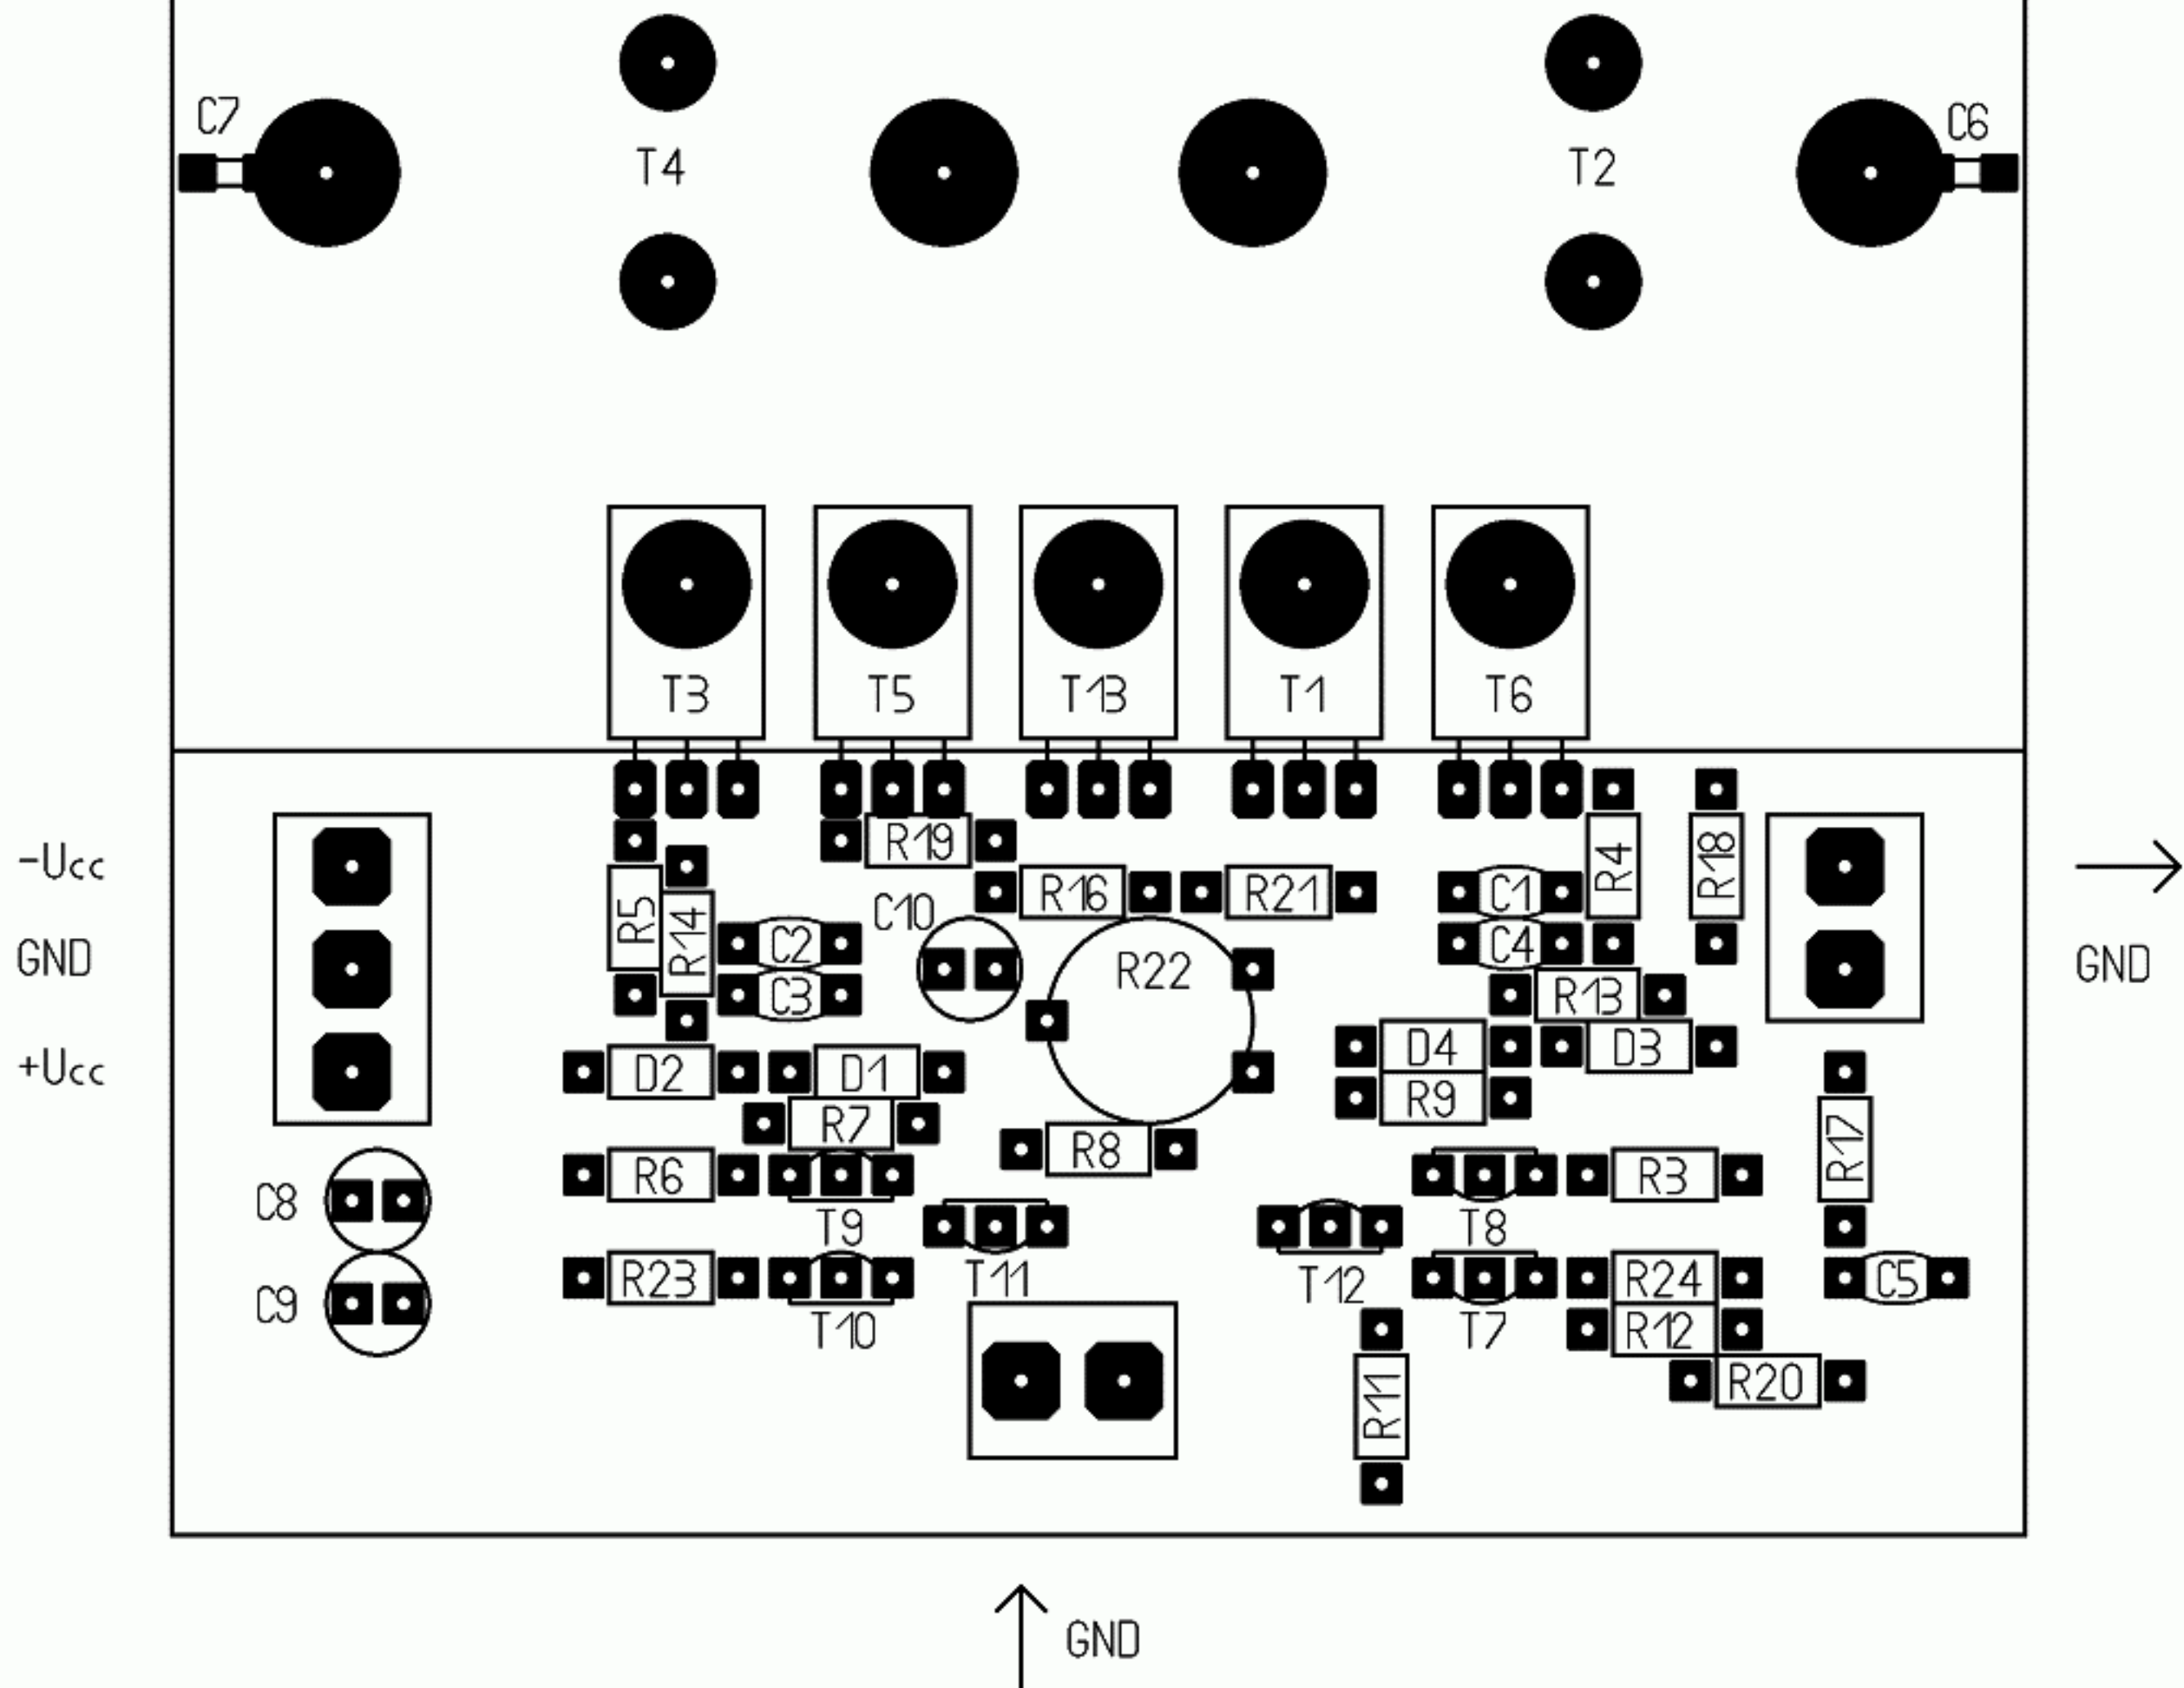 C7
C6
T4
T2
T3 T5 T13 T1 T6
-Ucc
R19
R4 R18
R16 R21 C1
R5 C10
R14 C2 C4
GND R22 GND
C3 R13
D4 D3
+Ucc D2 D1
R9
R7
R8 R17
R6 R3
C8
T9 T8
R23 T11 T12 R24 C5
C9
T10 T7 R12
R11 R20
GND